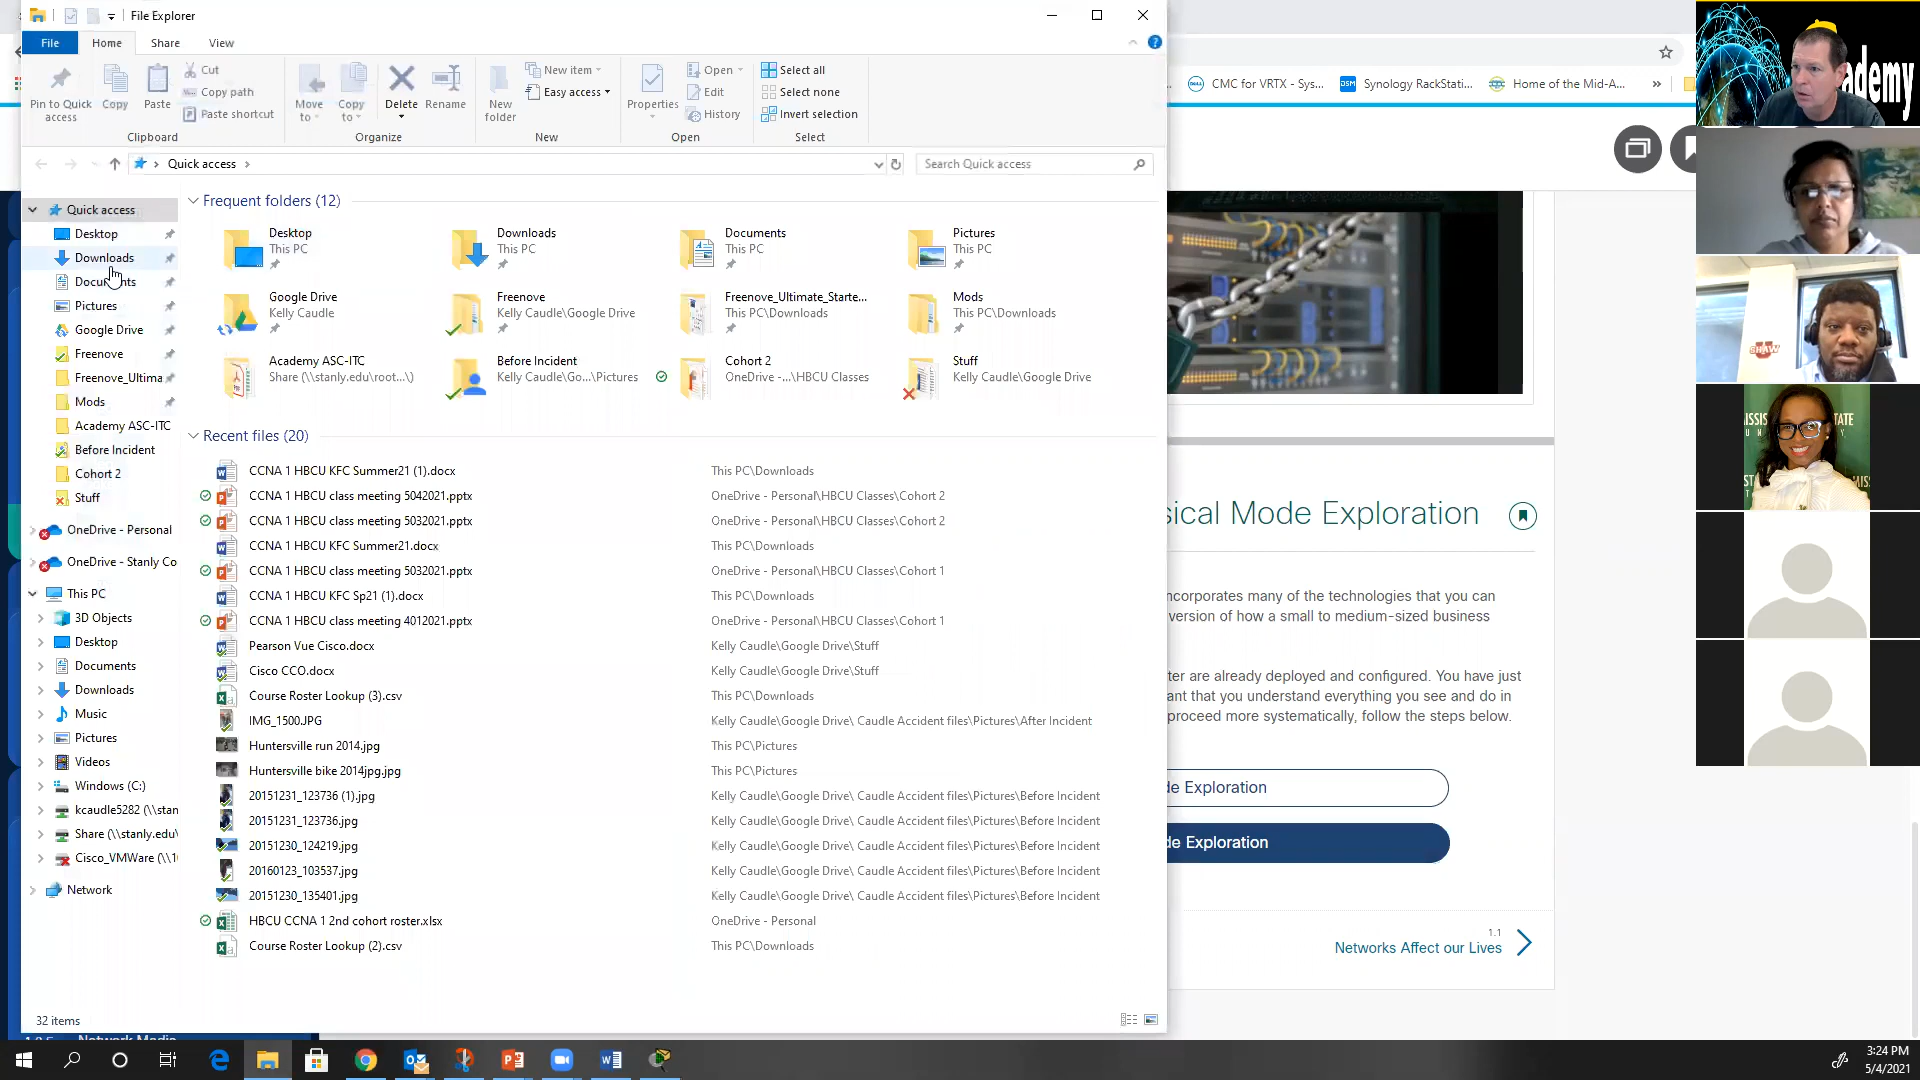 File Explorer
File
Home
Share
View
Pin to Quick access
Copy
Paste
Cut
Copy path
Paste shortcut
Clipboard
Move to
Copy to
Delete
Rename
Organize
New folder
New item
Easy access
New
Properties
Open
Edit
History
Open
Select all
Select none
Invert selection
Select
Quick access
Search Quick access
CMC for VRTX - Sys...
DSM
Synology RackStati...
Home of the Mid-A...
»
Quick access
Desktop
Downloads
Documents
Pictures
Google Drive
Freenove
Freenove_Ultima
Mods
Academy ASC-ITC
Before Incident
Cohort 2
Stuff
OneDrive - Personal
OneDrive - Stanly Co
This PC
3D Objects
Desktop
Documents
Downloads
Music
Pictures
Videos
Windows (C:)
kcaudle5282 (\\stan
Share (\\stanly.edu\
Cisco_VMWare (\\1
Network
Frequent folders (12)
Desktop
This PC
Downloads
This PC
Documents
This PC
Pictures
This PC
Google Drive
Kelly Caudle
Freenove
Kelly Caudle\Google Drive
Freenove_Ultimate_Starte...
This PC\Downloads
Mods
This PC\Downloads
Academy ASC-ITC
Share (\\stanly.edu\root...\)
Before Incident
Kelly Caudle\Go...\Pictures
Cohort 2
OneDrive -...\HBCU Classes
Stuff
Kelly Caudle\Google Drive
Recent files (20)
CCNA 1 HBCU KFC Summer21 (1).docx This PC\Downloads
CCNA 1 HBCU class meeting 5042021.pptx OneDrive - Personal\HBCU Classes\Cohort 2
CCNA 1 HBCU class meeting 5032021.pptx OneDrive - Personal\HBCU Classes\Cohort 2
CCNA 1 HBCU KFC Summer21.docx This PC\Downloads
CCNA 1 HBCU class meeting 5032021.pptx OneDrive - Personal\HBCU Classes\Cohort 1
CCNA 1 HBCU KFC Sp21 (1).docx This PC\Downloads
CCNA 1 HBCU class meeting 4012021.pptx OneDrive - Personal\HBCU Classes\Cohort 1
Pearson Vue Cisco.docx Kelly Caudle\Google Drive\Stuff
Cisco CCO.docx Kelly Caudle\Google Drive\Stuff
Course Roster Lookup (3).csv This PC\Downloads
IMG_1500.JPG Kelly Caudle\Google Drive\ Caudle Accident files\Pictures\After Incident
Huntersville run 2014.jpg This PC\Pictures
Huntersville bike 2014jpg.jpg This PC\Pictures
20151231_123736 (1).jpg Kelly Caudle\Google Drive\ Caudle Accident files\Pictures\Before Incident
20151231_123736.jpg Kelly Caudle\Google Drive\ Caudle Accident files\Pictures\Before Incident
20151230_124219.jpg Kelly Caudle\Google Drive\ Caudle Accident files\Pictures\Before Incident
20160123_103537.jpg Kelly Caudle\Google Drive\ Caudle Accident files\Pictures\Before Incident
20151230_135401.jpg Kelly Caudle\Google Drive\ Caudle Accident files\Pictures\Before Incident
HBCU CCNA 1 2nd cohort roster.xlsx OneDrive - Personal
Course Roster Lookup (2).csv This PC\Downloads
32 items
sical Mode Exploration
ncorporates many of the technologies that you can
version of how a small to medium-sized business
ter are already deployed and configured. You have just
ant that you understand everything you see and do in
proceed more systematically, follow the steps below.
de Exploration
de Exploration
1.1
Networks Affect our Lives
ademy
SHAW
3:24 PM
5/4/2021